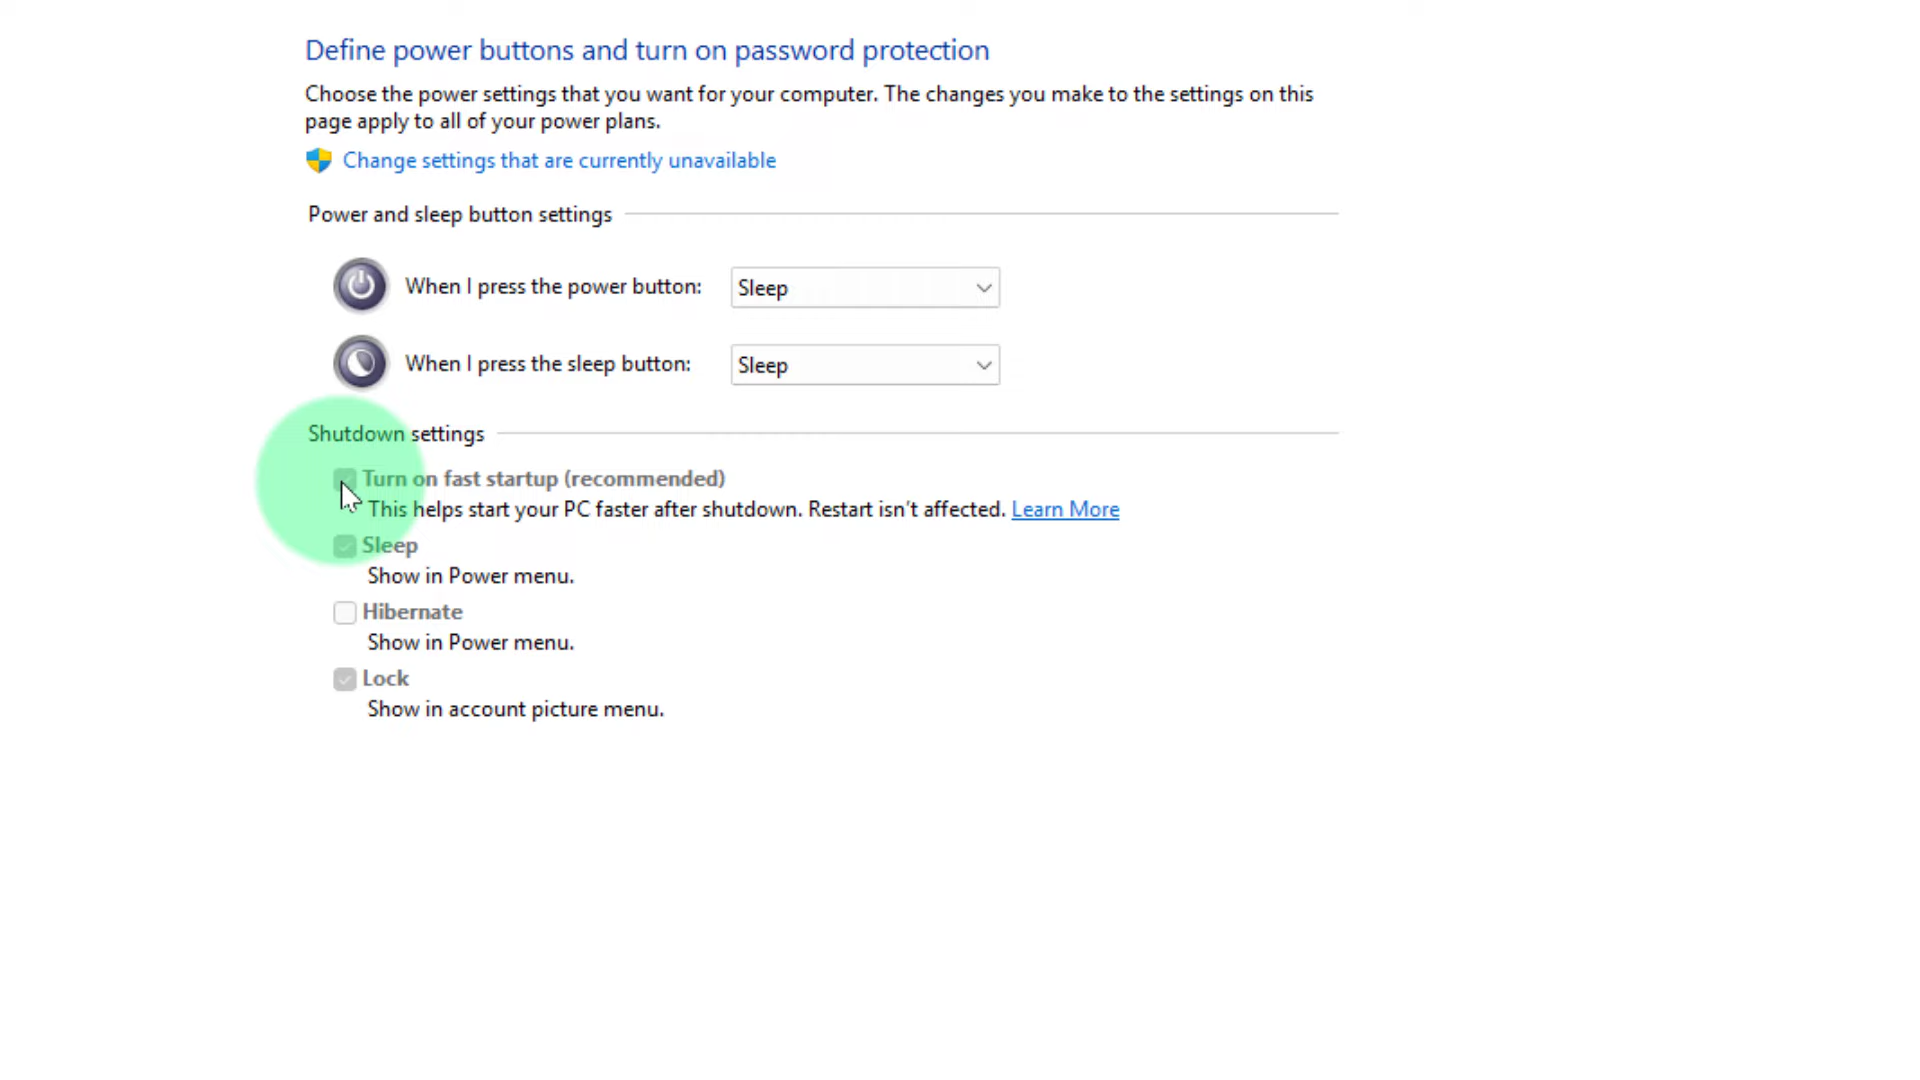 Define power buttons and turn on password protection
Choose the power settings that you want for your computer. The changes you make to the settings on this
page apply to all of your power plans.
Change settings that are currently unavailable
Power and sleep button settings
When I press the power button: Sleep
When I press the sleep button: Sleep
Shutdown settings
Turn on fast startup (recommended)
This helps start your PC faster after shutdown. Restart isn't affected. Learn More
Sleep
Show in Power menu.
Hibernate
Show in Power menu.
Lock
Show in account picture menu.